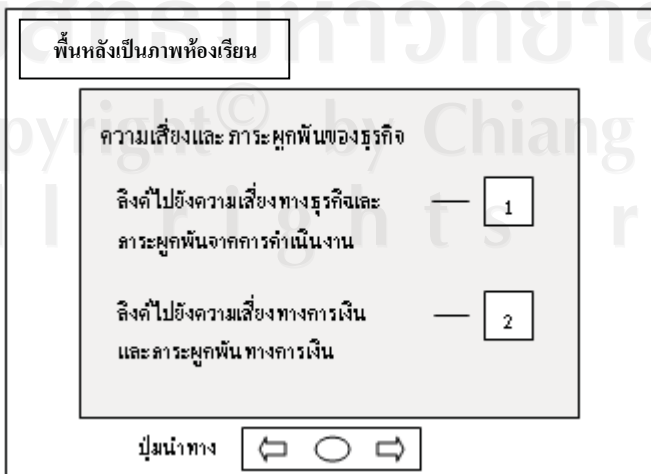 พื้นหลังเป็นภาพห้องเรียน
ความเสี่ยงและ ภาระผูกพันของธุรกิจ
ลิงค์ไปยังความเสี่ยงทางธุรกิจและ
1
ภาระผูกพันจากการดำเนินงาน
ลิงค์ไปยังความเสี่ยงทางการเงิน
2
และภาระผูกพันทางการเงิน
ปุ่มนำทาง